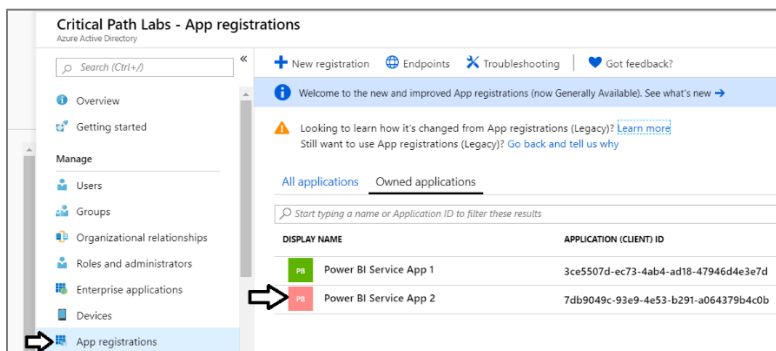 Critical Path Labs - App registrations
Azure Active Directory
Search (Ctrl+/)
«
Overview
Getting started
Manage
Users
Groups
Organizational relationships
Roles and administrators
Enterprise applications
Devices
App registrations
New registration Endpoints Troubleshooting Got feedback?
Welcome to the new and improved App registrations (now Generally Available). See what's new →
Looking to learn how it's changed from App registrations (Legacy)? Learn more
Still want to use App registrations (Legacy)? Go back and tell us why
All applications Owned applications
Start typing a name or Application ID to filter these results
DISPLAY NAME APPLICATION (CLIENT) ID
PB Power BI Service App 1 3ce5507d-ec73-4ab4-ad18-47946d4e3e7d
PB Power BI Service App 2 7db9049c-93e9-4e53-b291-a064379b4c0b